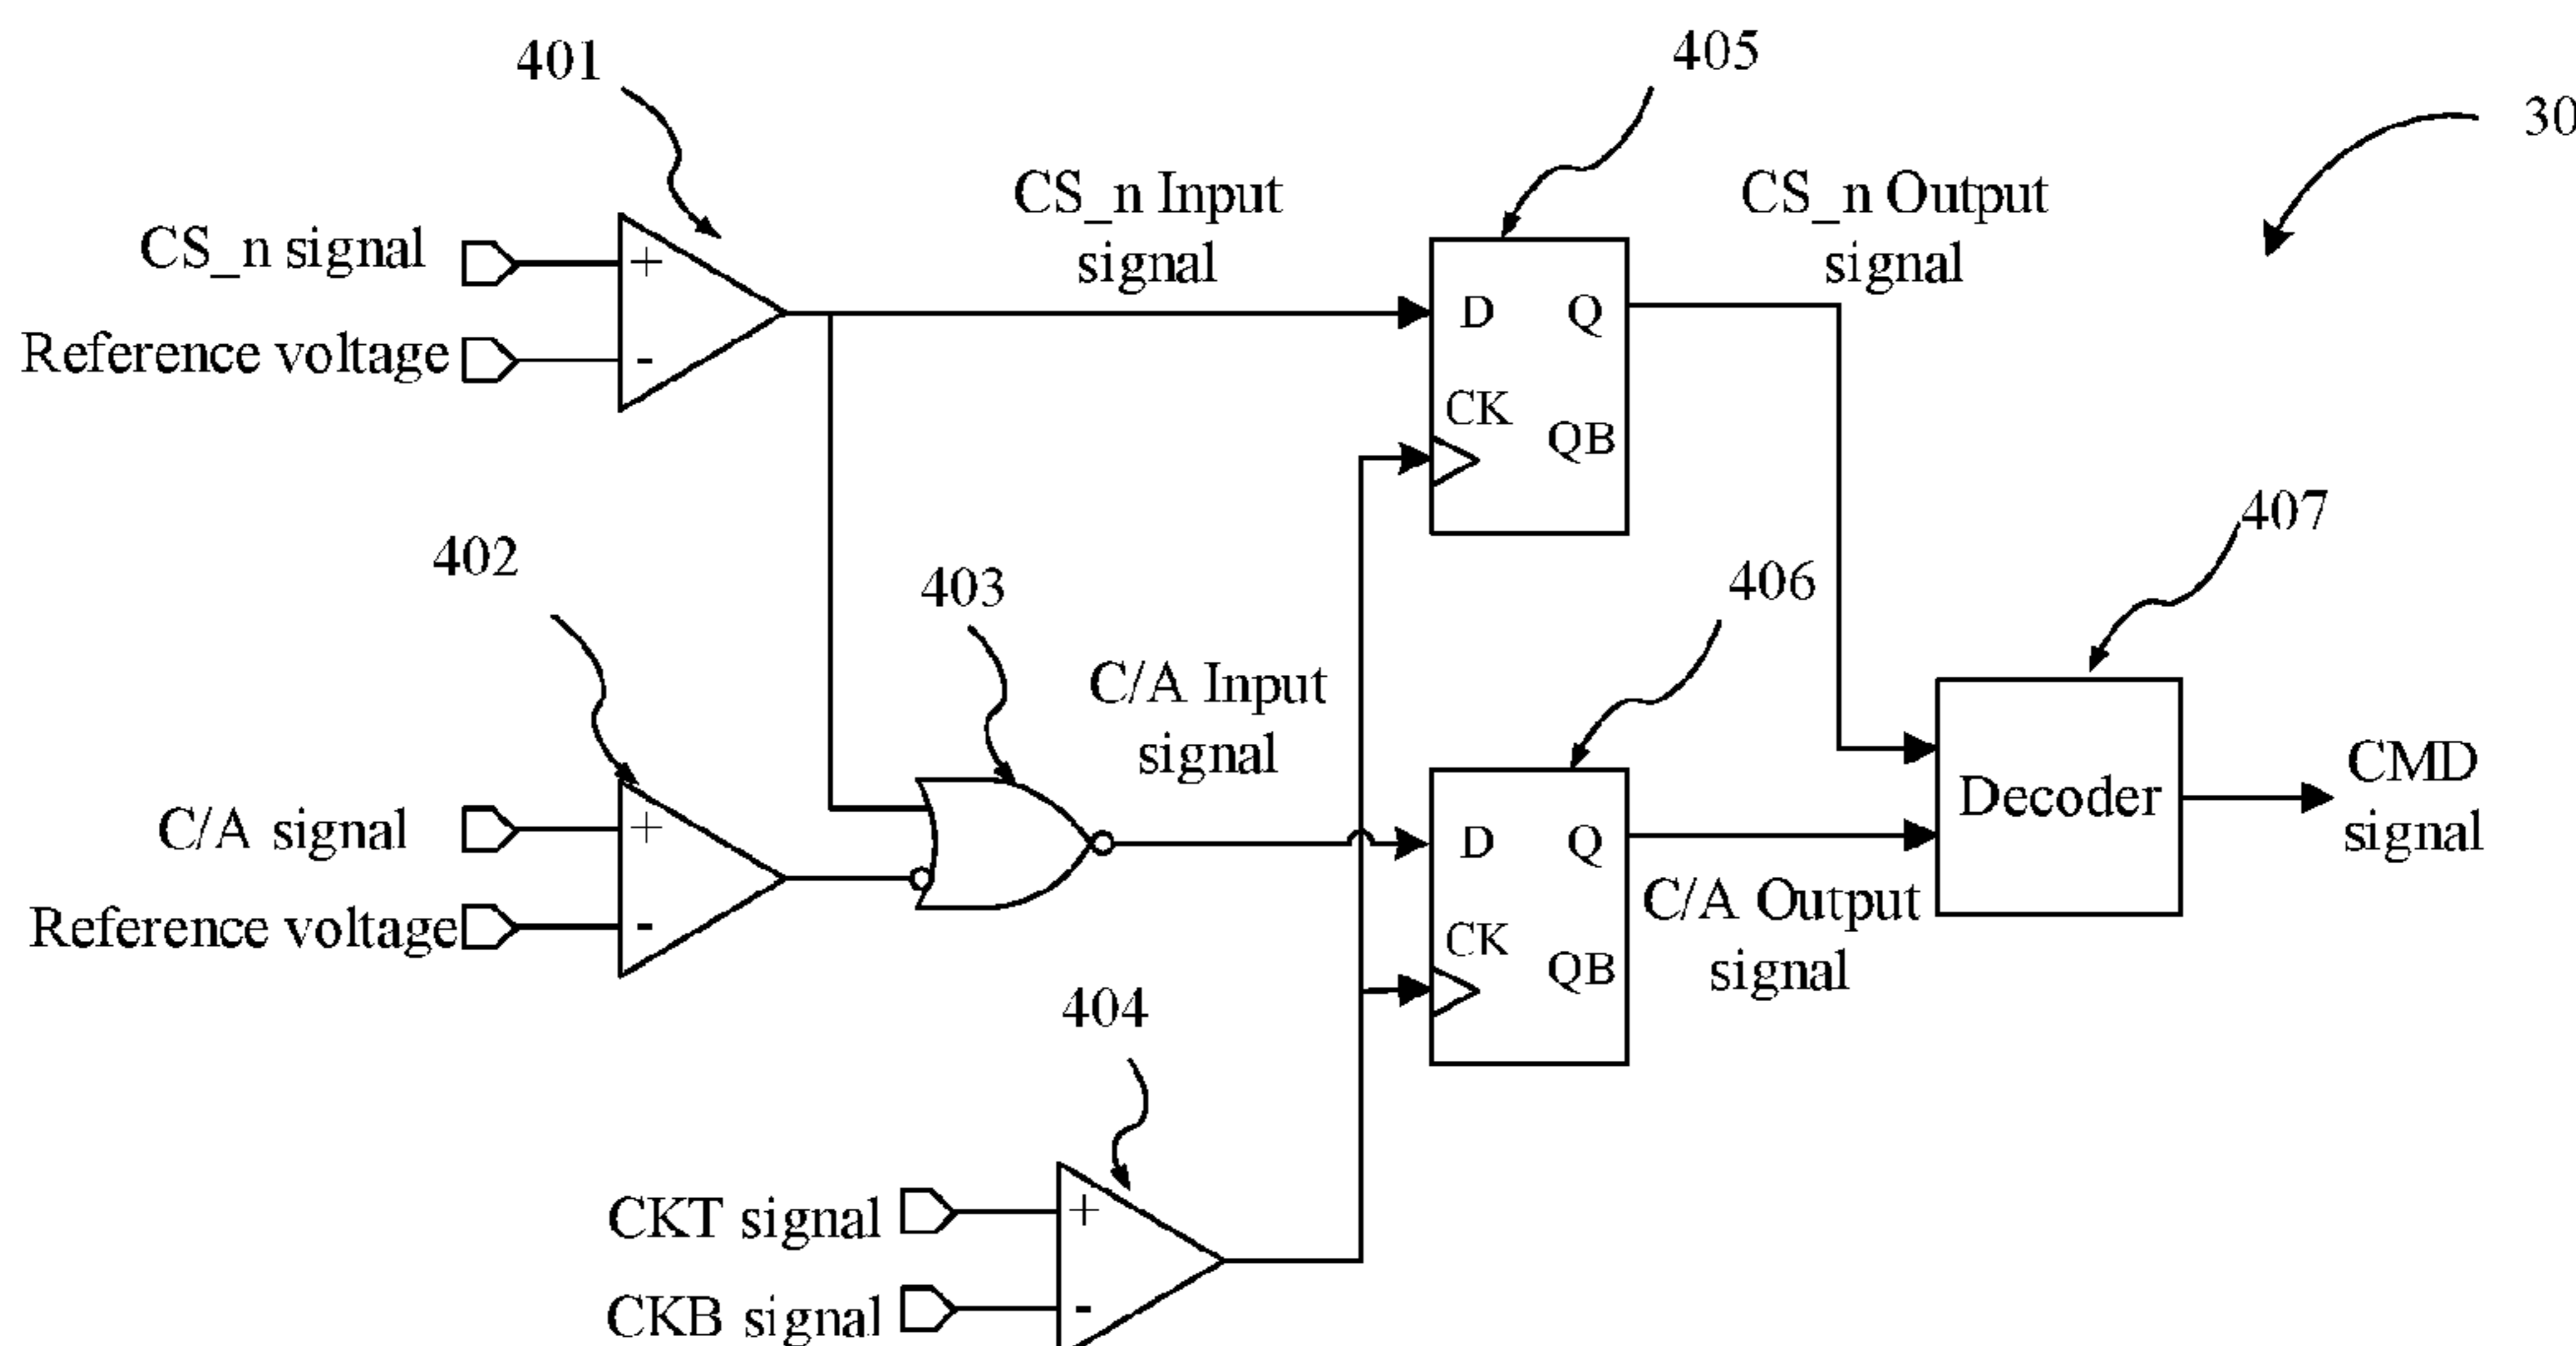 401
405
30
CS_n Input
signal
CS_n Output
signal
CS_n signal
+
D
Q
Reference voltage
-
CK
QB
402
403
406
407
C/A Input
signal
C/A signal
+
D
Q
Decoder
CMD
signal
Reference voltage
-
CK
QB
C/A Output
signal
404
CKT signal
+
CKB signal
-